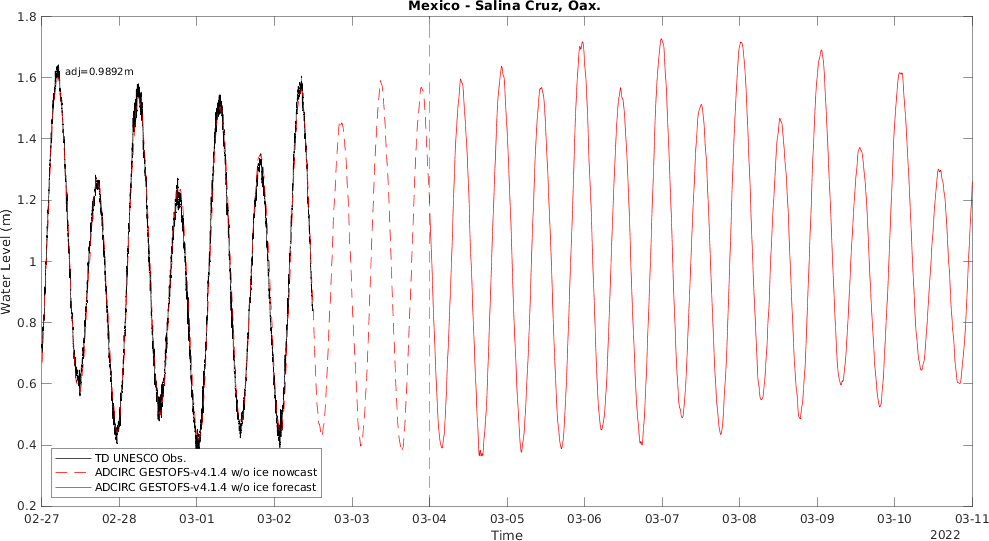 Mexico - Salina Cruz, Oax.
1.8
1.6
1.4
1.2
1
0.8
0.6
0.4
0.2
Water Level (m)
adj=0.9892m
TD UNESCO Obs.
ADCIRC GESTOFS-v4.1.4 w/o ice nowcast
ADCIRC GESTOFS-v4.1.4 w/o ice forecast
02-27 02-28 03-01 03-02 03-03 03-04 03-05 03-06 03-07 03-08 03-09 03-10 03-11
Time
2022